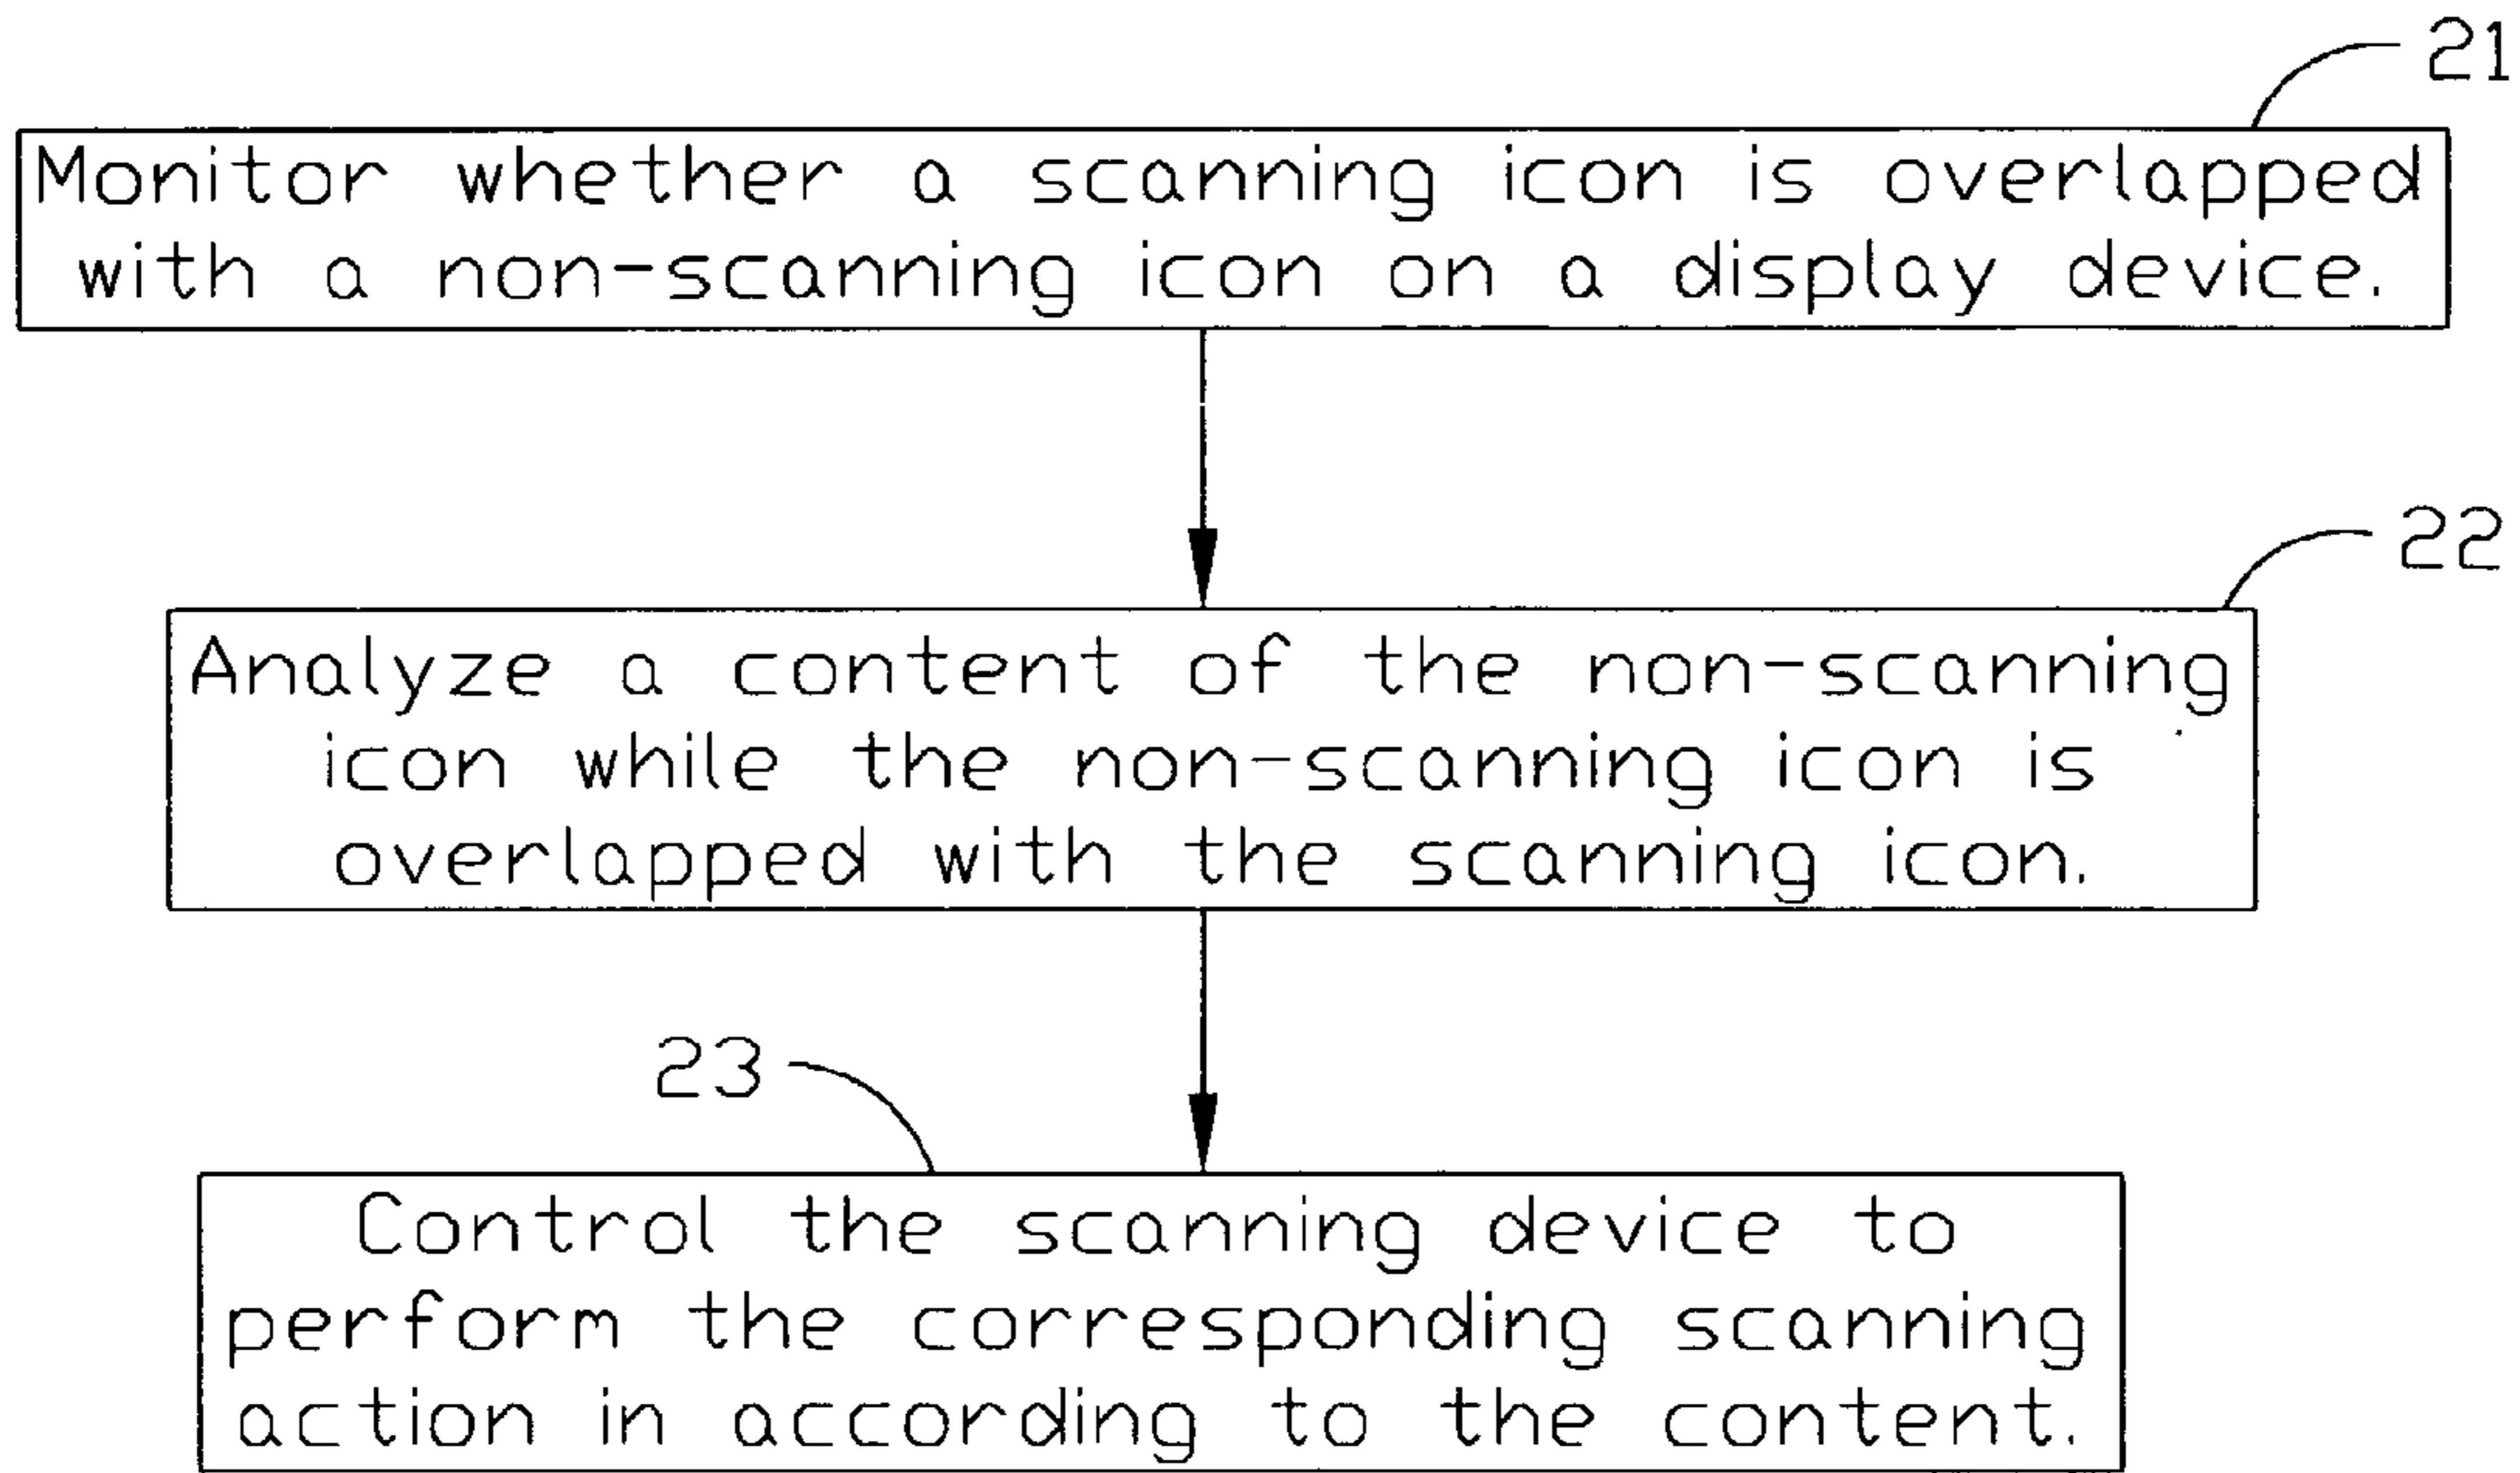 21
Monitor whether a scanning icon is overlapped
with a non-scanning icon on a display device.
22
Analyze a content of the non-scanning
icon while the non-scanning icon is
overlapped with the scanning icon.
23
Control the scanning device to
perform the corresponding scanning
action in according to the content.